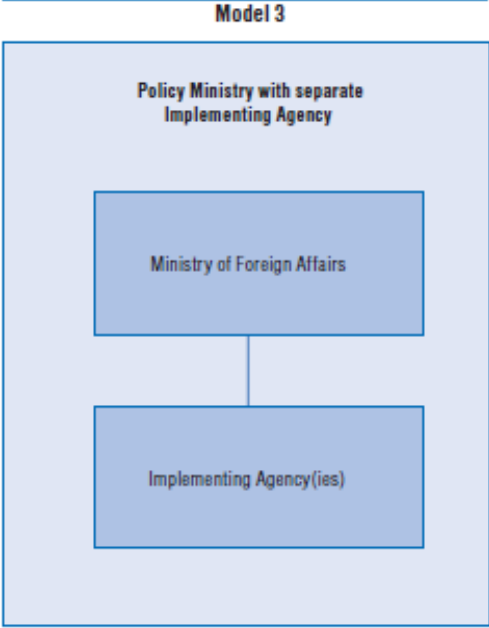 Model 3
Policy Ministry with separate
Implementing Agency
Ministry of Foreign Affairs
Implementing Agency(ies)